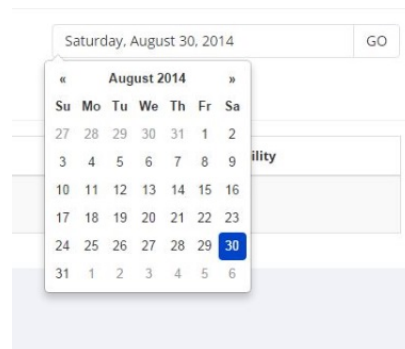 Saturday, August 30, 2014 GO
« August 2014 »
Su Mo Tu We Th Fr Sa
27 28 29 30 31 1 2
3 4 5 6 7 8 9
ility
10 11 12 13 14 15 16
17 18 19 20 21 22 23
24 25 26 27 28 29 30
31 1 2 3 4 5 6